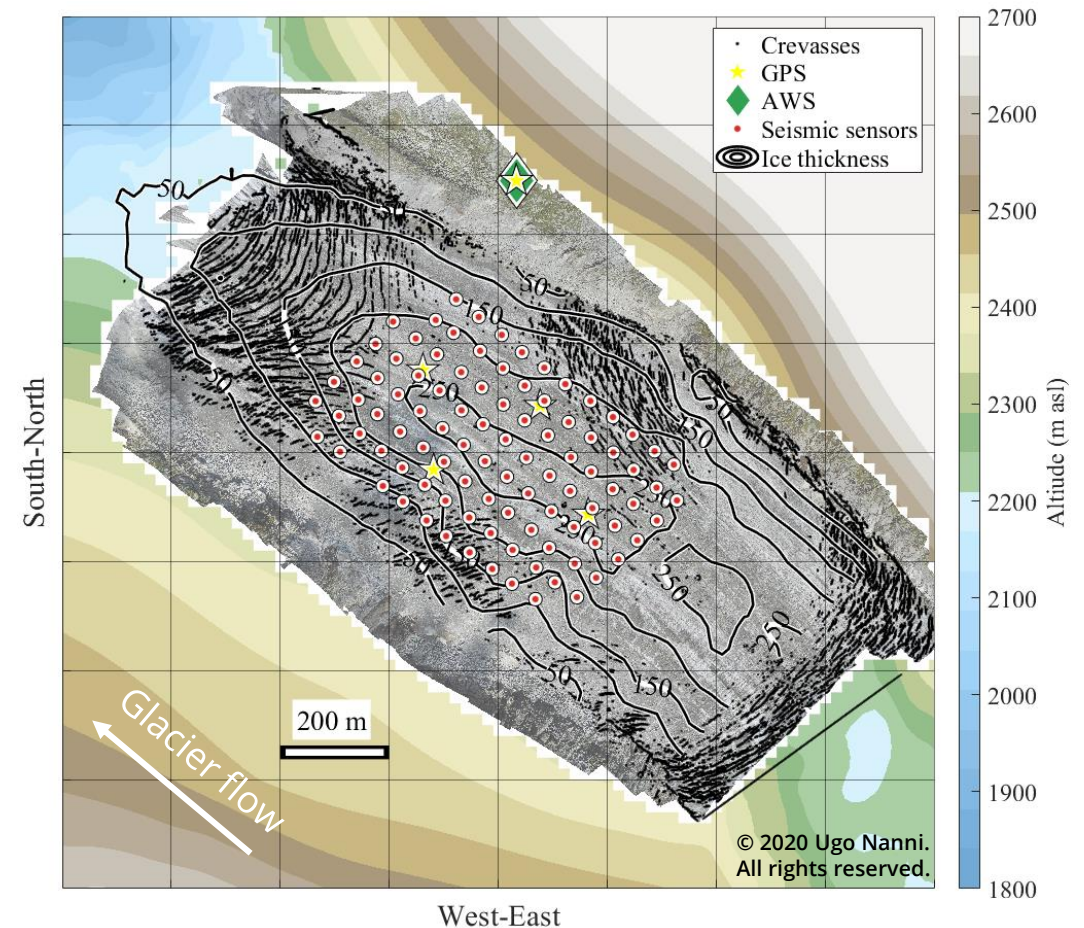 Crevasses
GPS
AWS
Seismic sensors
Ice thickness
2700
2600
2500
2400
2300
2200
2100
2000
1900
1800
Altitude (m asl)
South-North
West-East
50
50
50
150
50
250
50
150
250
250
250
50
50
150
200 m
Glacier flow
© 2020 Ugo Nanni.
All rights reserved.